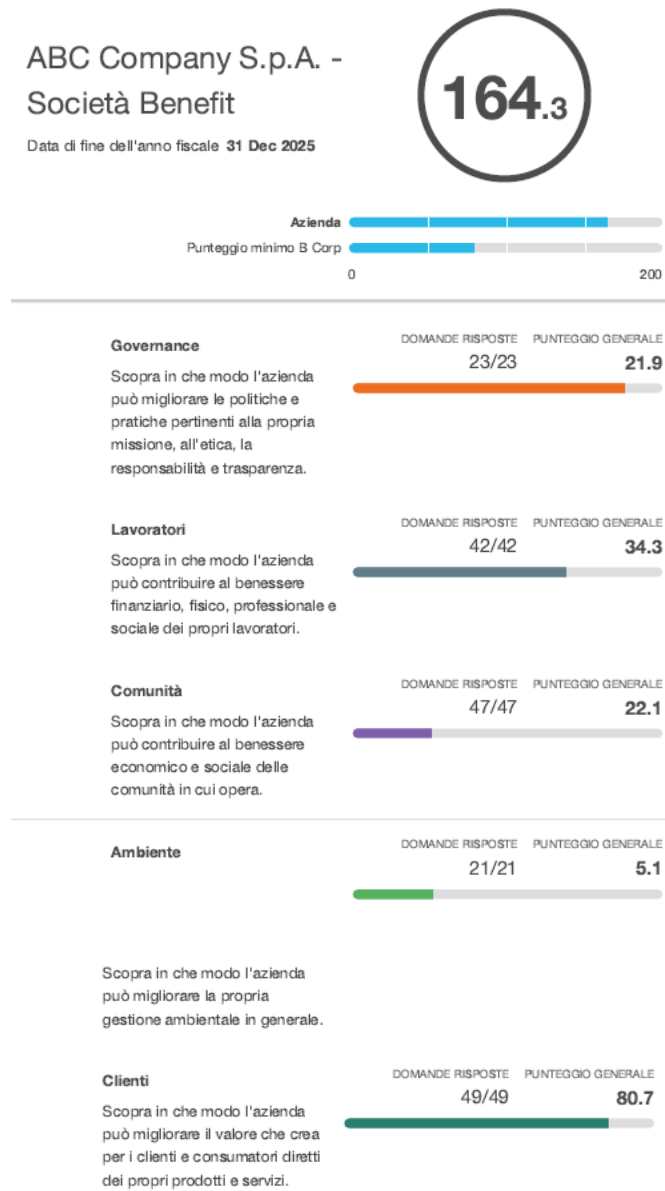 ABC Company S.p.A. -
Società Benefit
Data di fine dell'anno fiscale 31 Dec 2025
164.3
Azienda
Punteggio minimo B Corp
0 200
Governance
DOMANDE RISPOSTE PUNTEGGIO GENERALE
23/23 21.9
Scopra in che modo l'azienda
può migliorare le politiche e
pratiche pertinenti alla propria
missione, all'etica, la
responsabilità e trasparenza.
Lavoratori
DOMANDE RISPOSTE PUNTEGGIO GENERALE
42/42 34.3
Scopra in che modo l'azienda
può contribuire al benessere
finanziario, fisico, professionale e
sociale dei propri lavoratori.
Comunità
DOMANDE RISPOSTE PUNTEGGIO GENERALE
47/47 22.1
Scopra in che modo l'azienda
può contribuire al benessere
economico e sociale delle
comunità in cui opera.
Ambiente
DOMANDE RISPOSTE PUNTEGGIO GENERALE
21/21 5.1
Scopra in che modo l'azienda
può migliorare la propria
gestione ambientale in generale.
Clienti
DOMANDE RISPOSTE PUNTEGGIO GENERALE
49/49 80.7
Scopra in che modo l'azienda
può migliorare il valore che crea
per i clienti e consumatori diretti
dei propri prodotti e servizi.